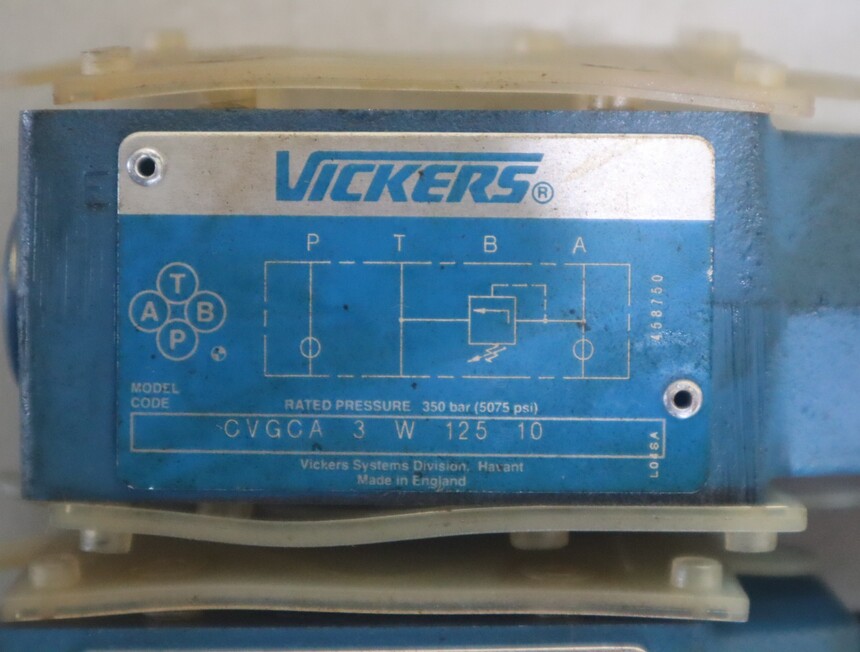 VICKERS®
P T B A
T
A B
P
458750
MODEL
CODE
RATED PRESSURE 350 bar (5075 psi)
CVGCA 3 W 125 10
Vickers Systems Division, Havant
Made in England